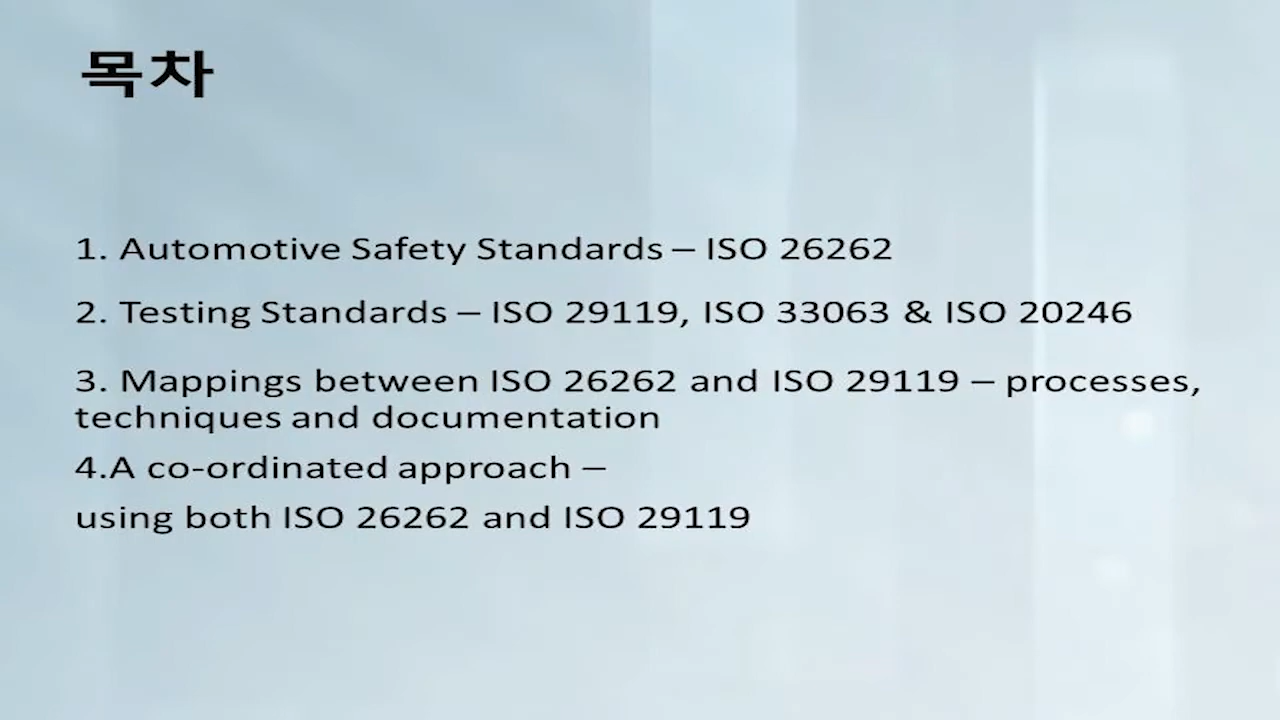 목차
1. Automotive Safety Standards – ISO 26262
2. Testing Standards – ISO 29119, ISO 33063 & ISO 20246
3. Mappings between ISO 26262 and ISO 29119 – processes,
techniques and documentation
4.A co-ordinated approach –
using both ISO 26262 and ISO 29119